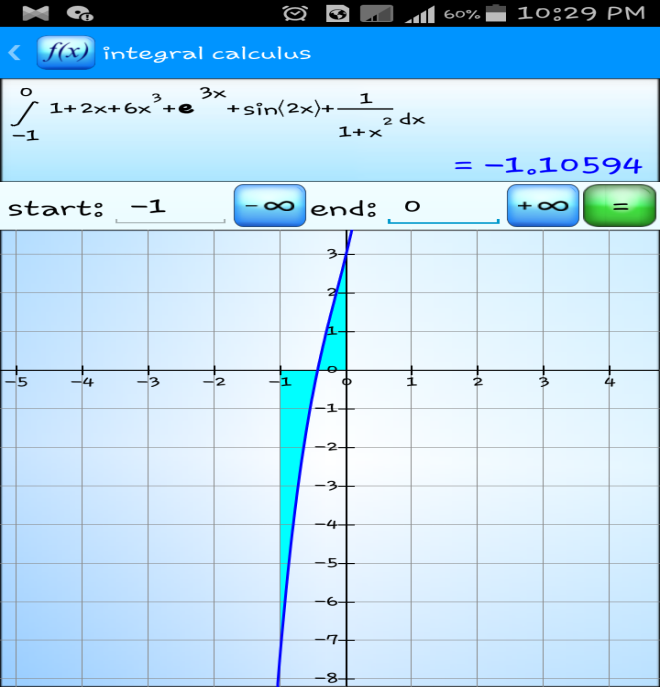 60% 10:29 PM
f(x) integral calculus
∫₋₁⁰ 1+2x+6x³+e³ˣ+sin(2x)+1/(1+x²) dx
= −1.10594
start: −1 −∞ end: 0 +∞ =
3
2
1
0
−5 −4 −3 −2 −1 0 1 2 3 4
−1
−2
−3
−4
−5
−6
−7
−8